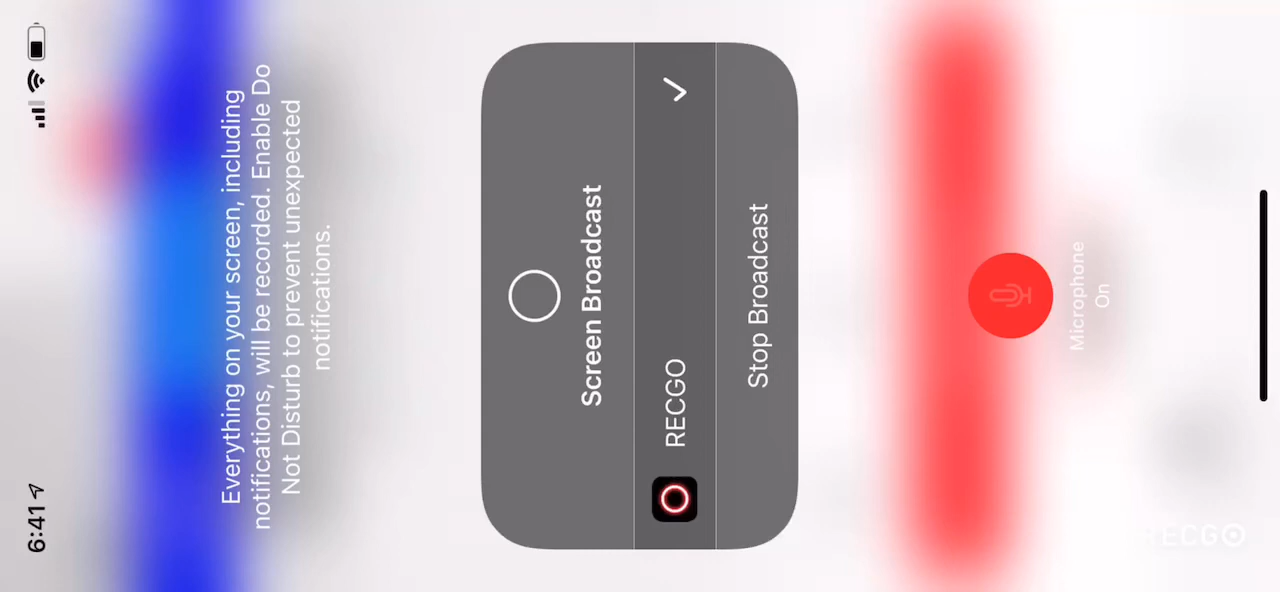 6:41
Everything on your screen, including
notifications, will be recorded. Enable Do
Not Disturb to prevent unexpected
notifications.
Screen Broadcast
RECGO
Stop Broadcast
Microphone
On
RECGO